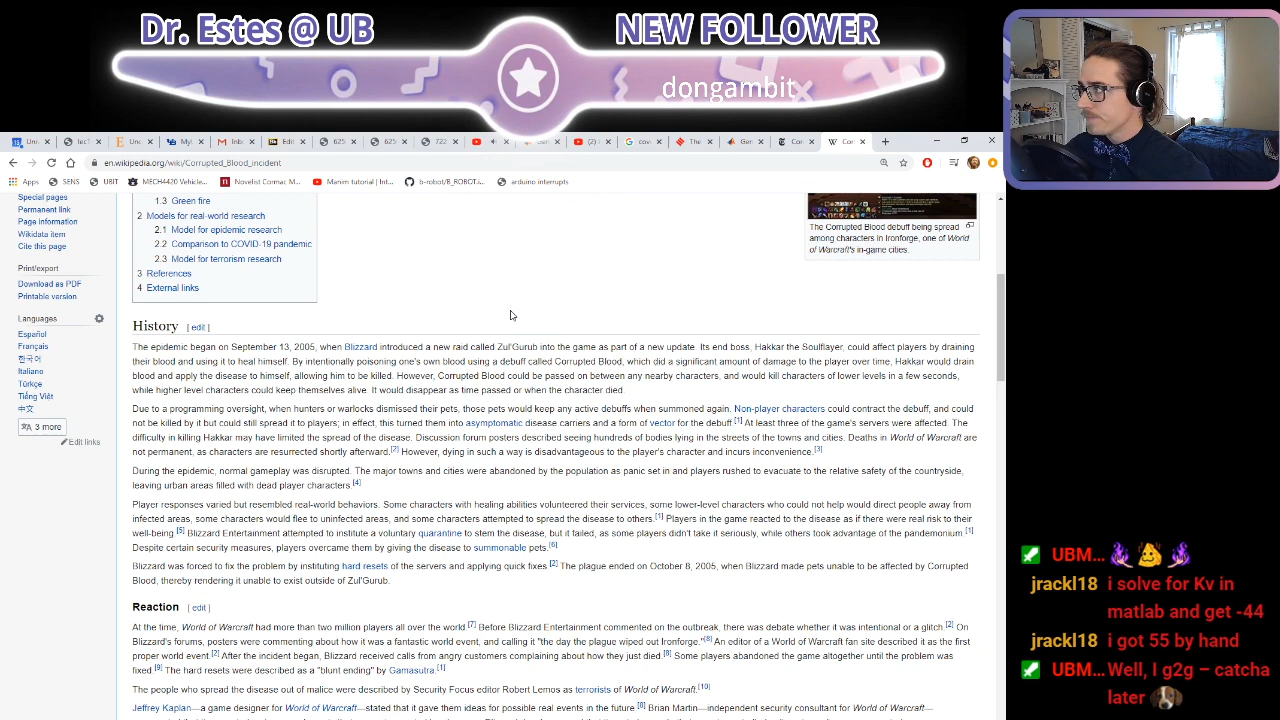 Dr. Estes @ UB
NEW FOLLOWER
dongambit
en.wikipedia.org/wiki/Corrupted_Blood_incident
Apps
SENS
UBIT
MECH4420 Vehicle...
Novelist Cormac M...
Manim tutorial | Int...
b-robot/B_ROBOT.i...
arduino interrupts
Special pages
Permanent link
Page information
Wikidata item
Cite this page
Print/export
Download as PDF
Printable version
Languages
Español
Français
한국어
Italiano
Türkçe
Tiếng Việt
中文
3 more
Edit links
1.3 Green fire
2 Models for real-world research
2.1 Model for epidemic research
2.2 Comparison to COVID-19 pandemic
2.3 Model for terrorism research
3 References
4 External links
The Corrupted Blood debuff being spread
among characters in Ironforge, one of World
of Warcraft's in-game cities.
History [ edit ]
The epidemic began on September 13, 2005, when Blizzard introduced a new raid called Zul'Gurub into the game as part of a new update. Its end boss, Hakkar the Soulflayer, could affect players by draining
their blood and using it to heal himself. By intentionally poisoning one's own blood using a debuff called Corrupted Blood, which did a significant amount of damage to the player over time, Hakkar would drain
blood and apply the disease to himself, allowing him to be killed. However, Corrupted Blood could be passed on between any nearby characters, and would kill characters of lower levels in a few seconds,
while higher level characters could keep themselves alive. It would disappear as time passed or when the character died.
Due to a programming oversight, when hunters or warlocks dismissed their pets, those pets would keep any active debuffs when summoned again. Non-player characters could contract the debuff, and could
not be killed by it but could still spread it to players; in effect, this turned them into asymptomatic disease carriers and a form of vector for the debuff.[1] At least three of the game's servers were affected. The
difficulty in killing Hakkar may have limited the spread of the disease. Discussion forum posters described seeing hundreds of bodies lying in the streets of the towns and cities. Deaths in World of Warcraft are
not permanent, as characters are resurrected shortly afterward.[2] However, dying in such a way is disadvantageous to the player's character and incurs inconvenience.[3]
During the epidemic, normal gameplay was disrupted. The major towns and cities were abandoned by the population as panic set in and players rushed to evacuate to the relative safety of the countryside,
leaving urban areas filled with dead player characters.[4]
Player responses varied but resembled real-world behaviors. Some characters with healing abilities volunteered their services, some lower-level characters who could not help would direct people away from
infected areas, some characters would flee to uninfected areas, and some characters attempted to spread the disease to others.[1] Players in the game reacted to the disease as if there were real risk to their
well-being.[5] Blizzard Entertainment attempted to institute a voluntary quarantine to stem the disease, but it failed, as some players didn't take it seriously, while others took advantage of the pandemonium.[1]
Despite certain security measures, players overcame them by giving the disease to summonable pets.[6]
Blizzard was forced to fix the problem by instituting hard resets of the servers and applying quick fixes.[2] The plague ended on October 8, 2005, when Blizzard made pets unable to be affected by Corrupted
Blood, thereby rendering it unable to exist outside of Zul'Gurub.
Reaction [ edit ]
At the time, World of Warcraft had more than two million players all over the world.[7] Before Blizzard Entertainment commented on the outbreak, there was debate whether it was intentional or a glitch.[2] On
Blizzard's forums, posters were commenting about how it was a fantastic world event, and calling it "the day the plague wiped out Ironforge."[8] An editor of a World of Warcraft fan site described it as the first
proper world event.[2] After the incident began, Blizzard received calls from angry customers complaining about how they just died.[8] Some players abandoned the game altogether until the problem was
fixed.[9] The hard resets were described as a "blunt ending" by Gamasutra.[1]
The people who spread the disease out of malice were described by Security Focus editor Robert Lemos as terrorists of World of Warcraft.[10]
Jeffrey Kaplan—a game designer for World of Warcraft—stated that it gave them ideas for possible real events in the future.[8] Brian Martin—independent security consultant for World of Warcraft—
UBM...
jrackl18 i solve for Kv in
matlab and get -44
jrackl18 i got 55 by hand
UBM... Well, I g2g – catcha
later